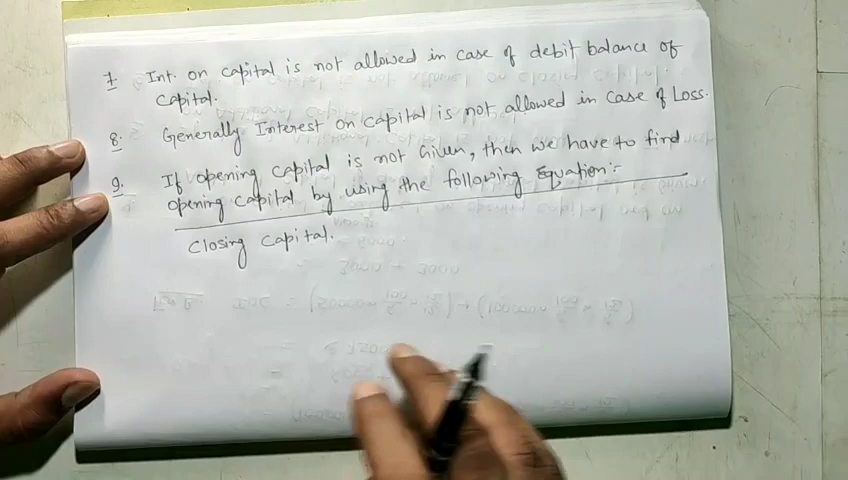 7. Int. on capital is not allowed in case of debit balance of
capital.
8. Generally Interest on capital is not allowed in case of Loss.
9. If opening capital is not Given, then we have to find
opening capital by using the following Equation:-
closing capital.